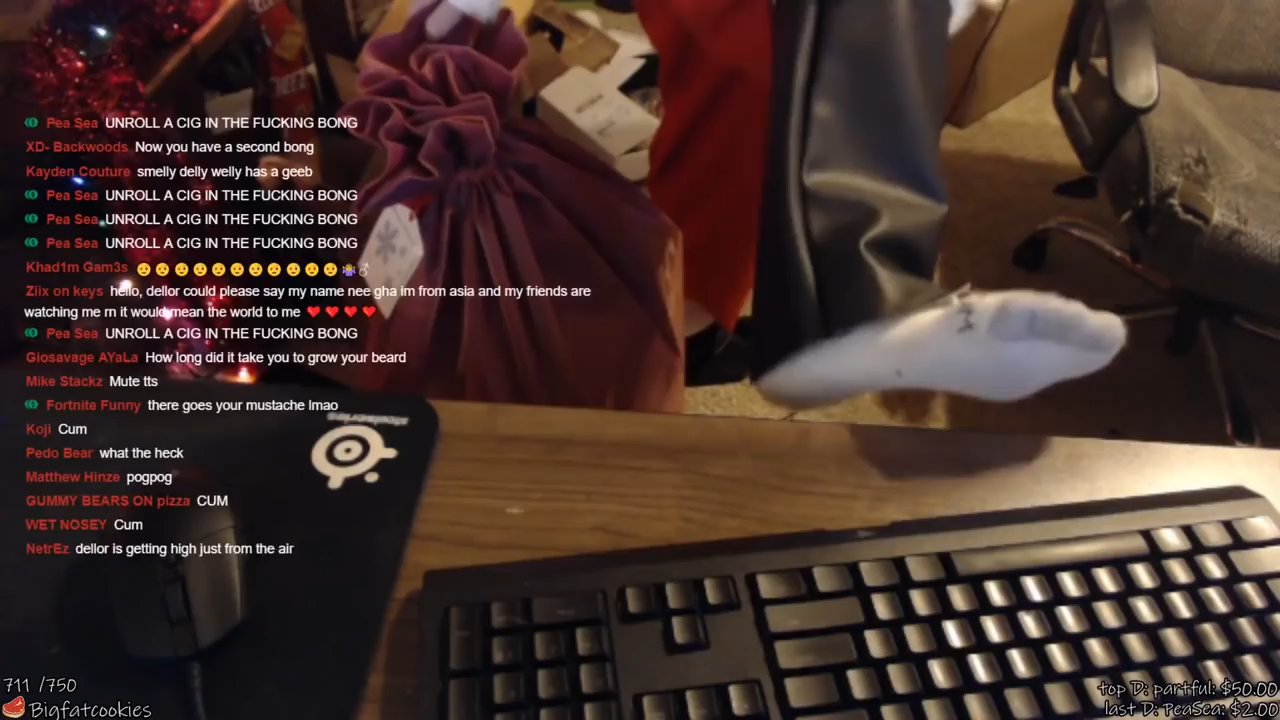 Pea Sea UNROLL A CIG IN THE FUCKING BONG
XD- Backwoods Now you have a second bong
Kayden Couture smelly delly welly has a geeb
Pea Sea UNROLL A CIG IN THE FUCKING BONG
Pea Sea UNROLL A CIG IN THE FUCKING BONG
Pea Sea UNROLL A CIG IN THE FUCKING BONG
Khad1m Gam3s
Ziix on keys hello, dellor could please say my name nee gha im from asia and my friends are
watching me rn it would mean the world to me
Pea Sea UNROLL A CIG IN THE FUCKING BONG
Giosavage AYaLa How long did it take you to grow your beard
Mike Stackz Mute tts
Fortnite Funny there goes your mustache lmao
steelseries
Koji Cum
Pedo Bear what the heck
Matthew Hinze pogpog
GUMMY BEARS ON pizza CUM
WET NOSEY Cum
NetrEz dellor is getting high just from the air
711 /750
Bigfatcookies
top D: partful: $50.00
last D: PeaSea: $2.00